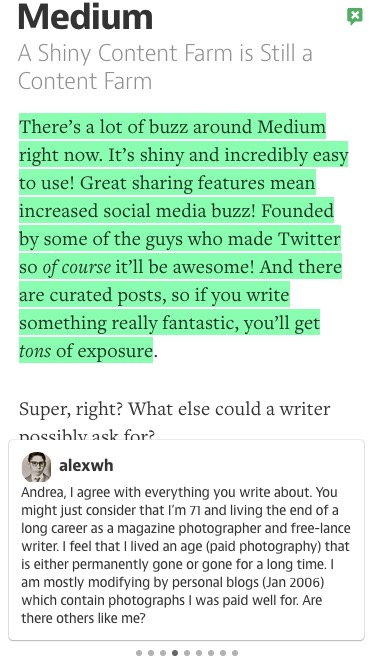 Medium
A Shiny Content Farm is Still a
Content Farm
There’s a lot of buzz around Medium
right now. It’s shiny and incredibly easy
to use! Great sharing features mean
increased social media buzz! Founded
by some of the guys who made Twitter
so of course it’ll be awesome! And there
are curated posts, so if you write
something really fantastic, you’ll get
tons of exposure.
Super, right? What else could a writer
possibly ask for?
alexwh
Andrea, I agree with everything you write about. You
might just consider that I’m 71 and living the end of a
long career as a magazine photographer and free-lance
writer. I feel that I lived an age (paid photography) that
is either permanently gone or gone for a long time. I
am mostly modifying by personal blogs (Jan 2006)
which contain photographs I was paid well for. Are
there others like me?